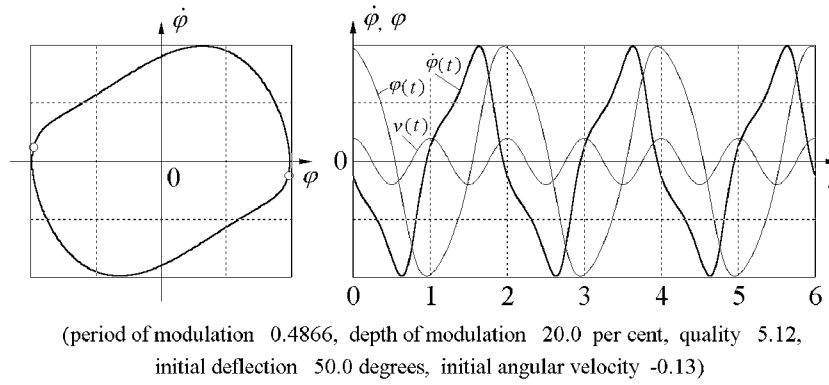 φ̇
φ̇, φ
φ̇(t)
φ(t)
v(t)
0
φ
0
0 1 2 3 4 5 6
(period of modulation 0.4866, depth of modulation 20.0 per cent, quality 5.12,
initial deflection 50.0 degrees, initial angular velocity -0.13)